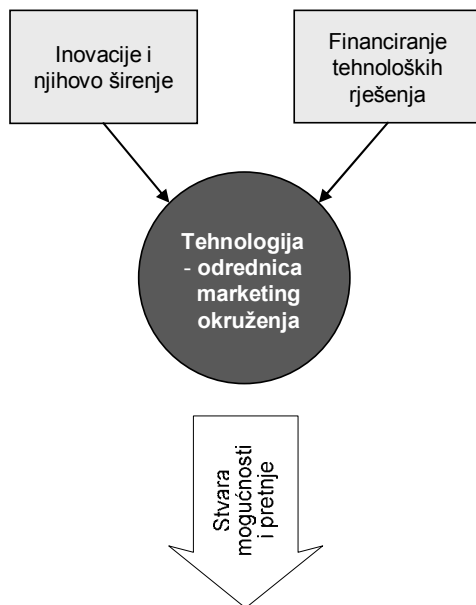 Inovacije i
njihovo širenje
Financiranje
tehnoloških
rješenja
Tehnologija
- odrednica
marketing
okruženja
Stvara
mogućnosti
i pretnje